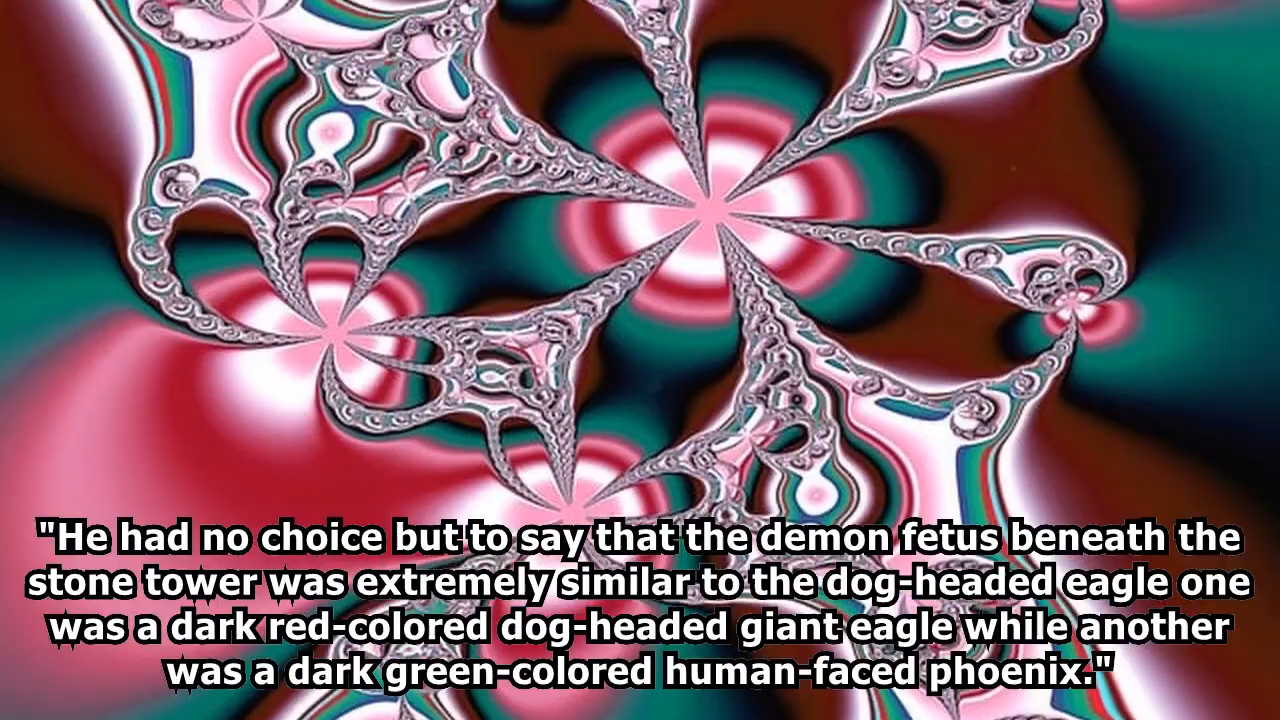 "He had no choice but to say that the demon fetus beneath the
stone tower was extremely similar to the dog-headed eagle one
was a dark red-colored dog-headed giant eagle while another
was a dark green-colored human-faced phoenix."